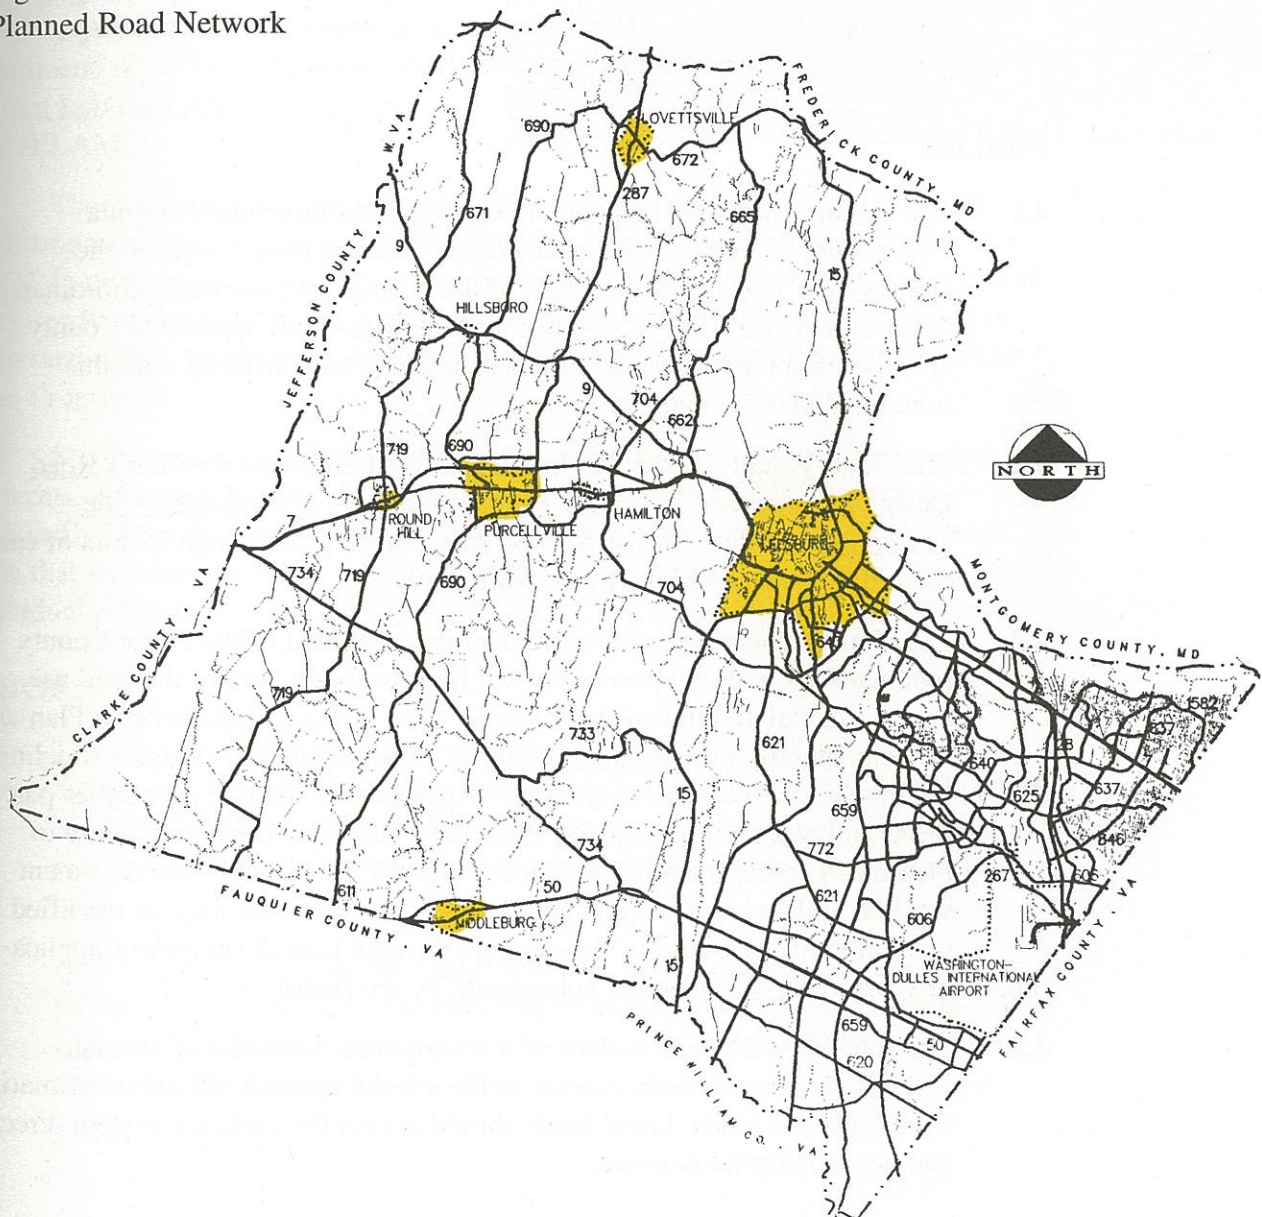 Planned Road Network
FREDERICK COUNTY, MD
LOVETTSVILLE
690
672
287
665
671
9
15
JEFFERSON COUNTY, W. VA
HILLSBORO
9
704
662
719
690
NORTH
7
ROUND
HILL
PURCELLVILLE
HAMILTON
LEESBURG
734
719
690
704
MONTGOMERY COUNTY, MD
CLARKE COUNTY, VA
719
733
621
28
582
637
640
625
637
15
659
846
734
772
267
606
611
50
621
606
FAUQUIER COUNTY, VA
MIDDLEBURG
15
WASHINGTON-
DULLES INTERNATIONAL
AIRPORT
FAIRFAX COUNTY, VA
PRINCE WILLIAM CO., VA
659
50
620